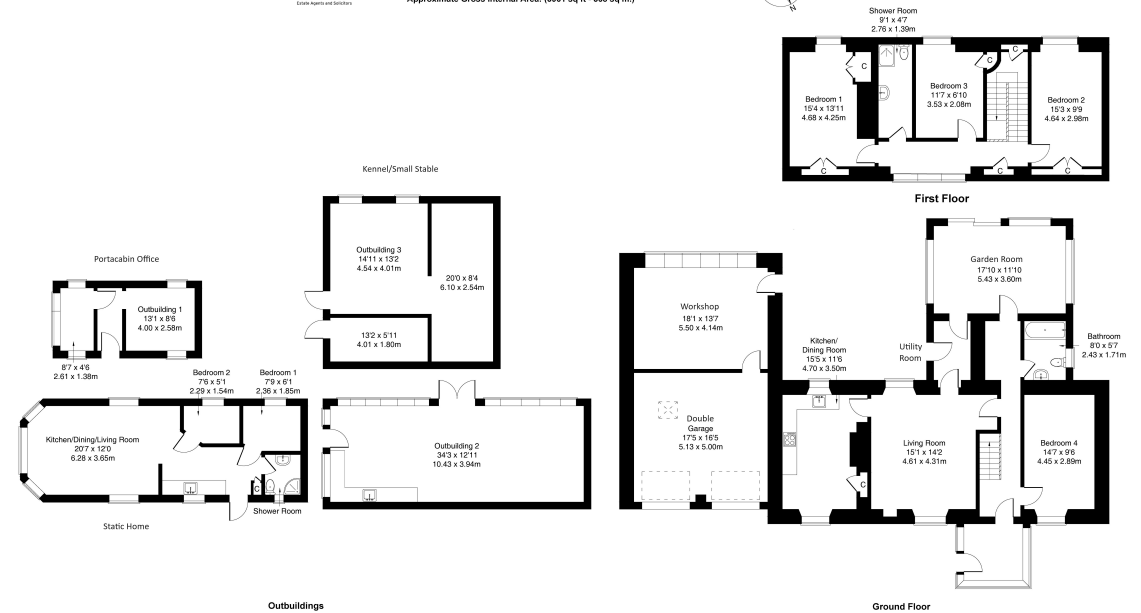 Estate Agents and Solicitors
N
Shower Room
9'1 x 4'7
2.76 x 1.39m
C
C
C
Bedroom 1
15'4 x 13'11
4.68 x 4.25m
Bedroom 3
11'7 x 6'10
3.53 x 2.08m
Bedroom 2
15'3 x 9'9
4.64 x 2.98m
C
C
C
First Floor
Kennel/Small Stable
Outbuilding 3
14'11 x 13'2
4.54 x 4.01m
20'0 x 8'4
6.10 x 2.54m
13'2 x 5'11
4.01 x 1.80m
Portacabin Office
Outbuilding 1
13'1 x 8'6
4.00 x 2.58m
8'7 x 4'6
2.61 x 1.38m
Bedroom 2
7'6 x 5'1
2.29 x 1.54m
Bedroom 1
7'9 x 6'1
2.36 x 1.85m
Kitchen/Dining/Living Room
20'7 x 12'0
6.28 x 3.65m
C
Shower Room
Static Home
Outbuilding 2
34'3 x 12'11
10.43 x 3.94m
Outbuildings
Garden Room
17'10 x 11'10
5.43 x 3.60m
Workshop
18'1 x 13'7
5.50 x 4.14m
Kitchen/
Dining Room
15'5 x 11'6
4.70 x 3.50m
Utility
Room
Bathroom
8'0 x 5'7
2.43 x 1.71m
Double
Garage
17'5 x 16'5
5.13 x 5.00m
Living Room
15'1 x 14'2
4.61 x 4.31m
Bedroom 4
14'7 x 9'6
4.45 x 2.89m
C
Ground Floor